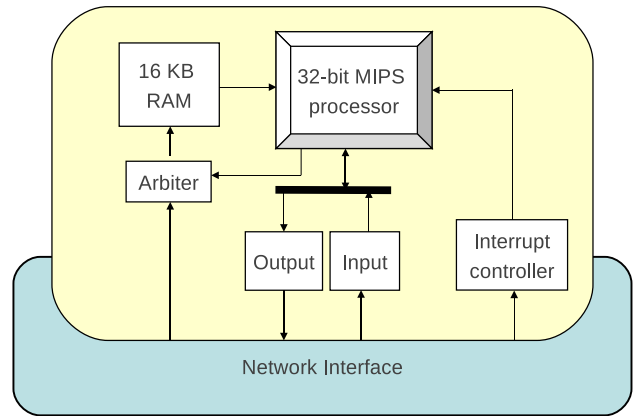 16 KB
RAM
32-bit MIPS
processor
Arbiter
Output
Input
Interrupt
controller
Network Interface